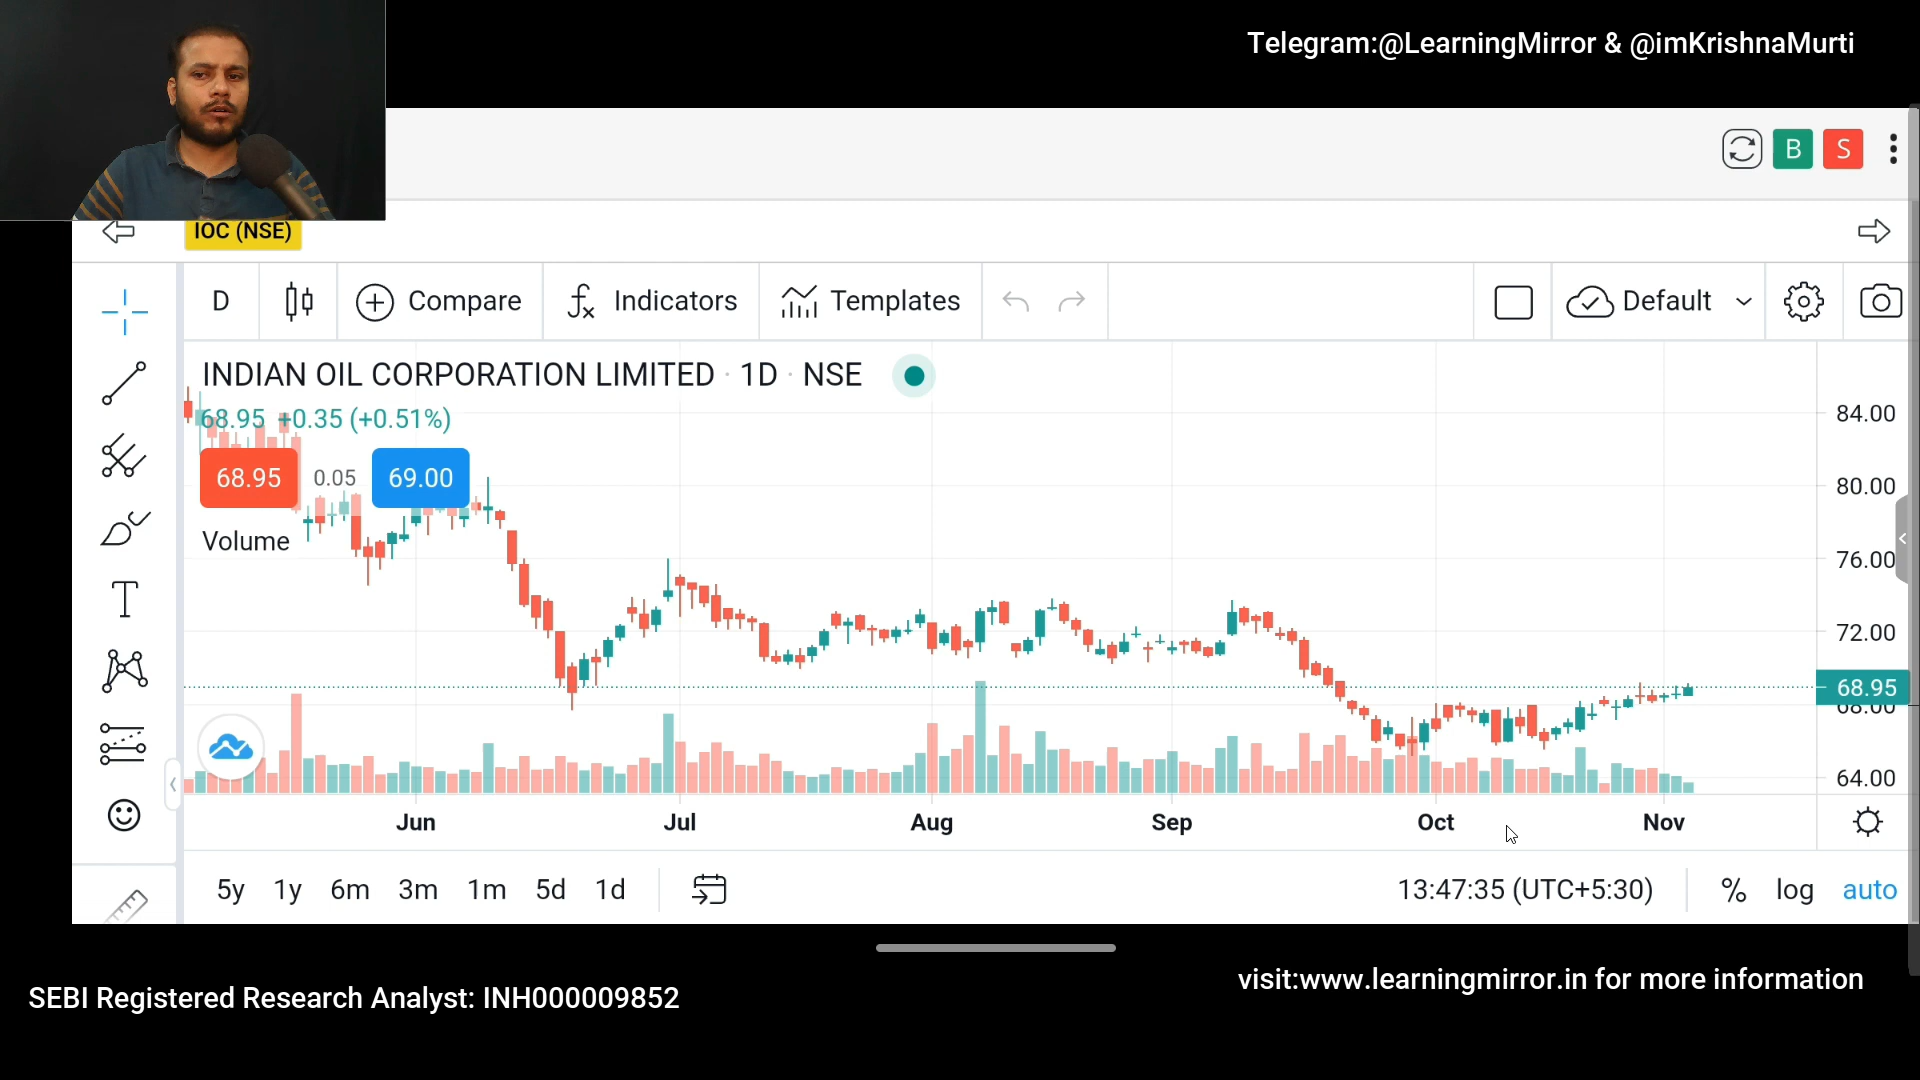 Telegram:@LearningMirror & @imKrishnaMurti
B S
IOC (NSE)
D Compare Indicators Templates Default
INDIAN OIL CORPORATION LIMITED · 1D · NSE
68.95 +0.35 (+0.51%)
68.95 0.05 69.00
Volume
84.00
80.00
76.00
72.00
68.95
68.00
64.00
Jun Jul Aug Sep Oct Nov
5y 1y 6m 3m 1m 5d 1d 13:47:35 (UTC+5:30) % log auto
visit:www.learningmirror.in for more information
SEBI Registered Research Analyst: INH000009852